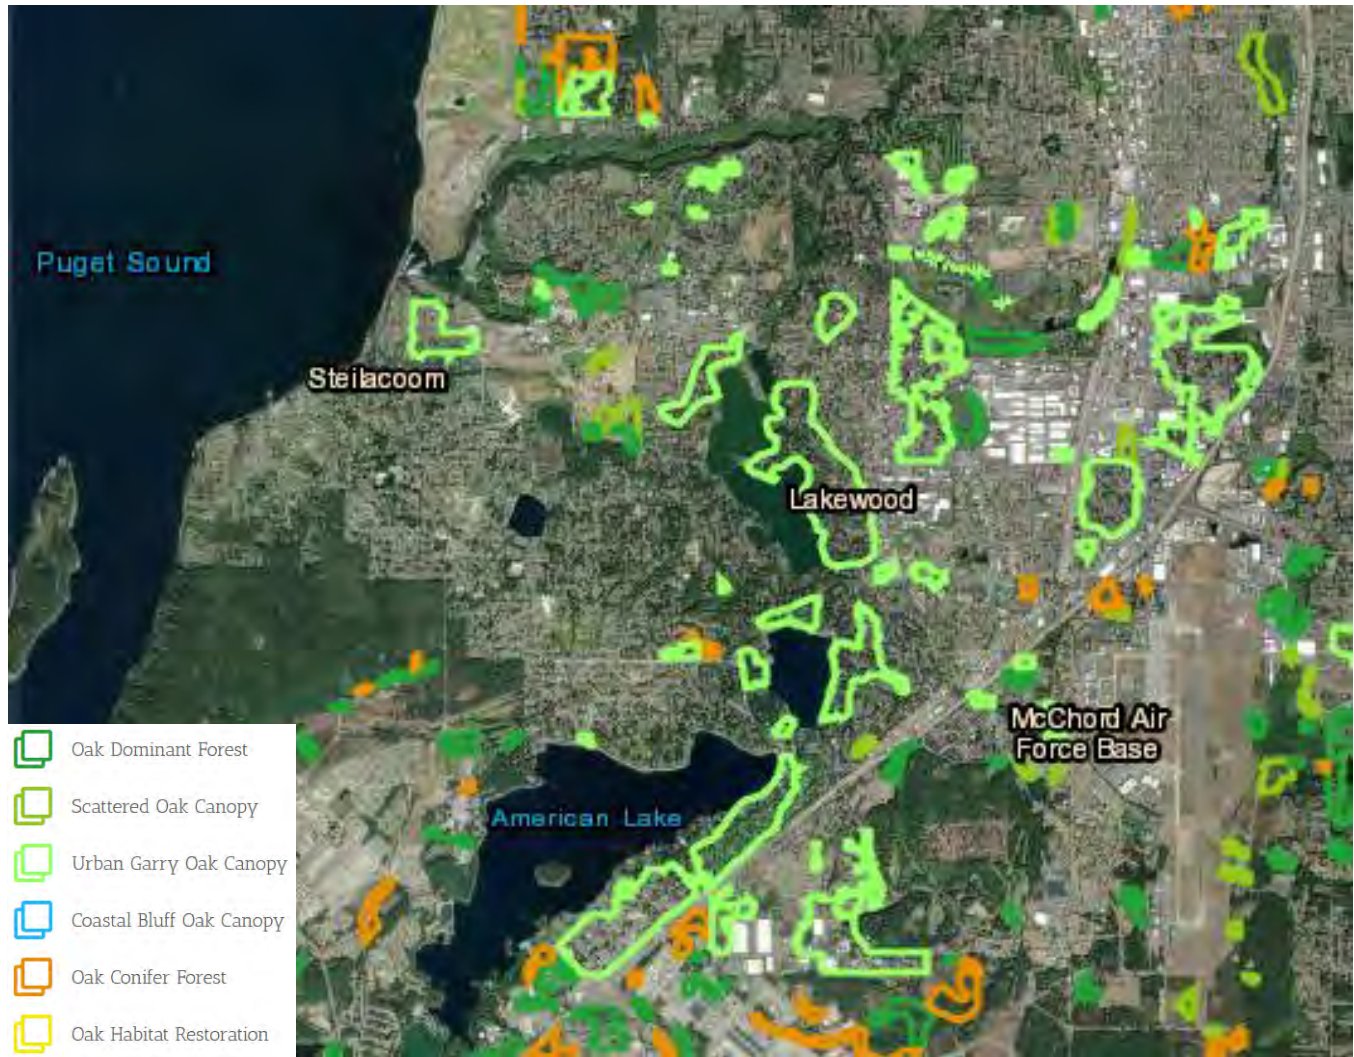 Puget Sound
Steilacoom
Lakewood
McChord Air
Force Base
American Lake
Oak Dominant Forest
Scattered Oak Canopy
Urban Garry Oak Canopy
Coastal Bluff Oak Canopy
Oak Conifer Forest
Oak Habitat Restoration